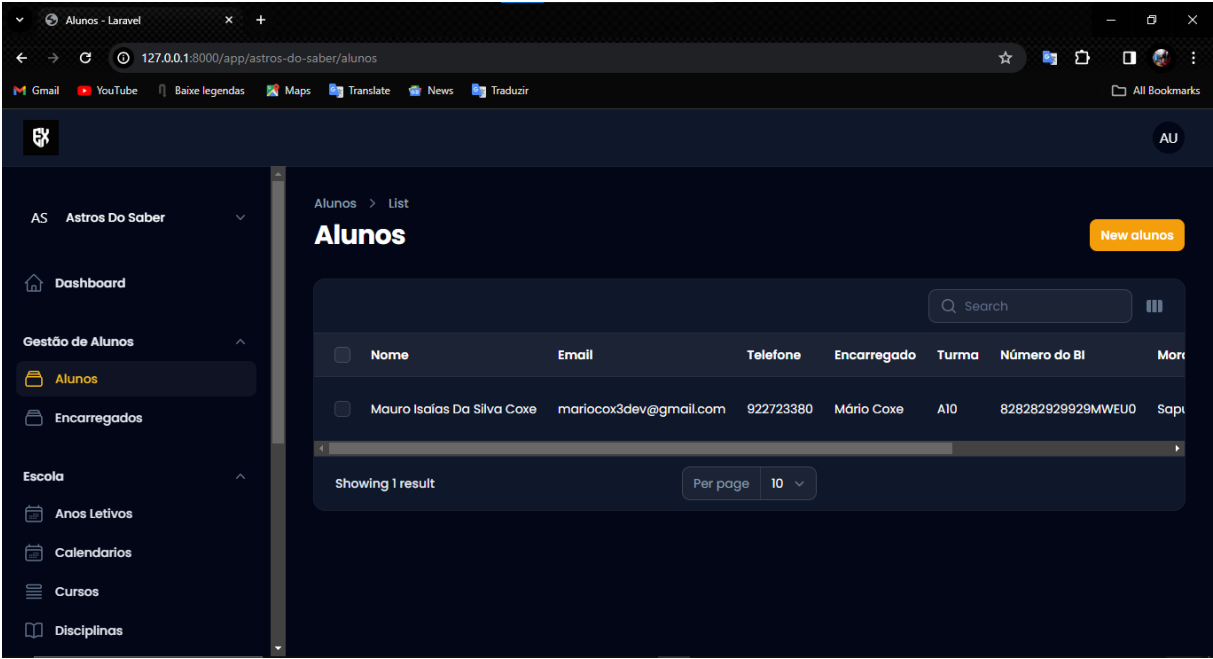 Alunos - Laravel
127.0.0.1:8000/app/astros-do-saber/alunos
Gmail YouTube Baixe legendas Maps Translate News Traduzir All Bookmarks
EX AU
AS Astros Do Saber
Dashboard
Gestão de Alunos
Alunos
Encarregados
Escola
Anos Letivos
Calendarios
Cursos
Disciplinas
Alunos > List
Alunos
New alunos
Search
Nome Email Telefone Encarregado Turma Número do BI
Mauro Isaías Da Silva Coxe mariocox3dev@gmail.com 922723380 Mário Coxe A10 828282929929MWEU0
Showing 1 result
Per page 10